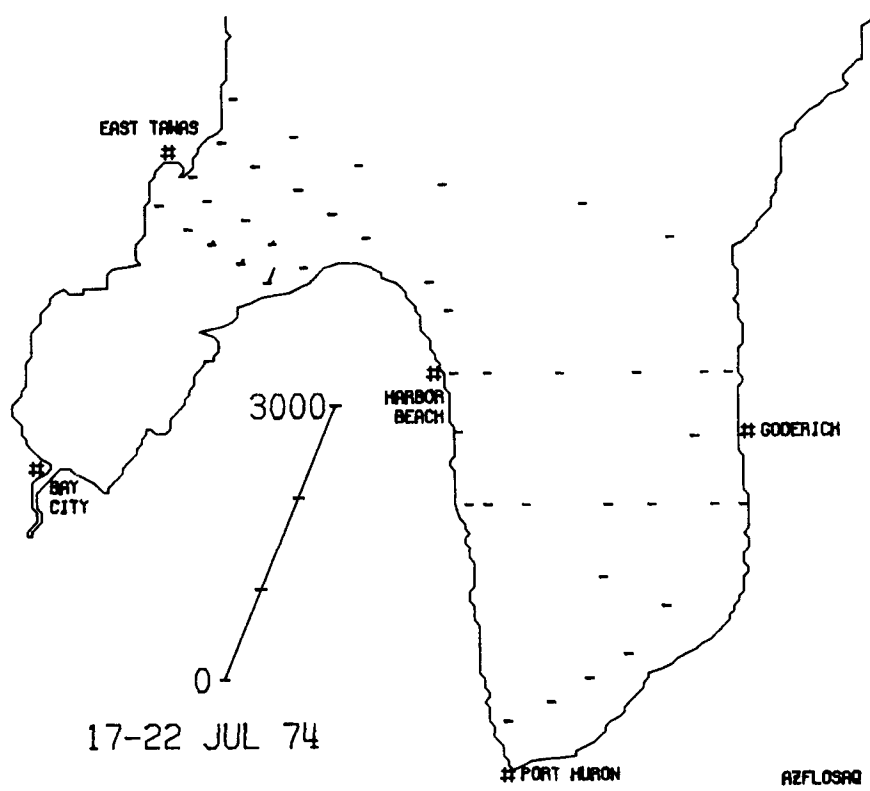 EAST TAWAS
#
#
HARBOR
BEACH
3000
# GODERICH
#
BAY
CITY
0
17-22 JUL 74
# PORT HURON
AZFLOSAQ